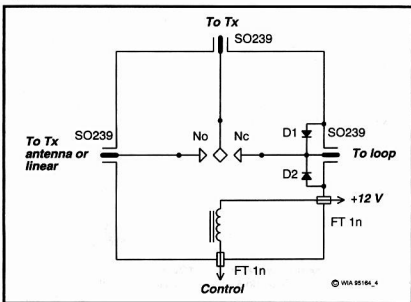 To Tx
SO239
SO239
To Tx
antenna or
linear
No
Nc
D1
SO239
To loop
D2
+12 V
FT 1n
FT 1n
Control
© WIA 95164_4